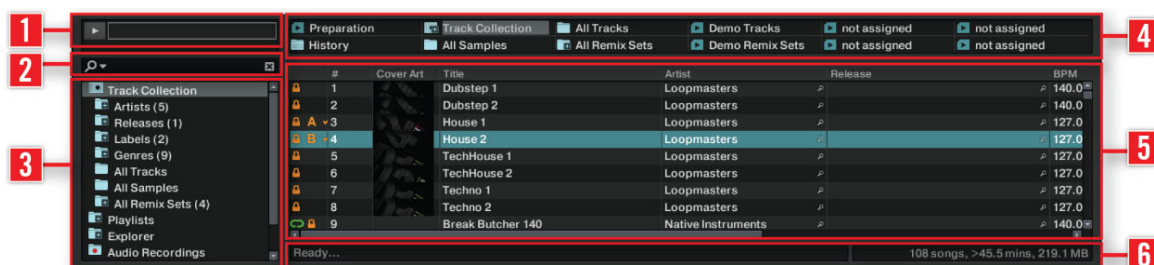 1
2
3
4
5
6
Preparation Track Collection All Tracks Demo Tracks not assigned not assigned
History All Samples All Remix Sets Demo Remix Sets not assigned not assigned
Track Collection
Artists (5)
Releases (1)
Labels (2)
Genres (9)
All Tracks
All Samples
All Remix Sets (4)
Playlists
Explorer
Audio Recordings
# Cover Art Title Artist Release BPM
1 Dubstep 1 Loopmasters 140.0
2 Dubstep 2 Loopmasters 140.0
A 3 House 1 Loopmasters 127.0
B 4 House 2 Loopmasters 127.0
5 TechHouse 1 Loopmasters 127.0
6 TechHouse 2 Loopmasters 127.0
7 Techno 1 Loopmasters 127.0
8 Techno 2 Loopmasters 127.0
9 Break Butcher 140 Native Instruments 140.0
Ready... 108 songs, >45.5 mins, 219.1 MB